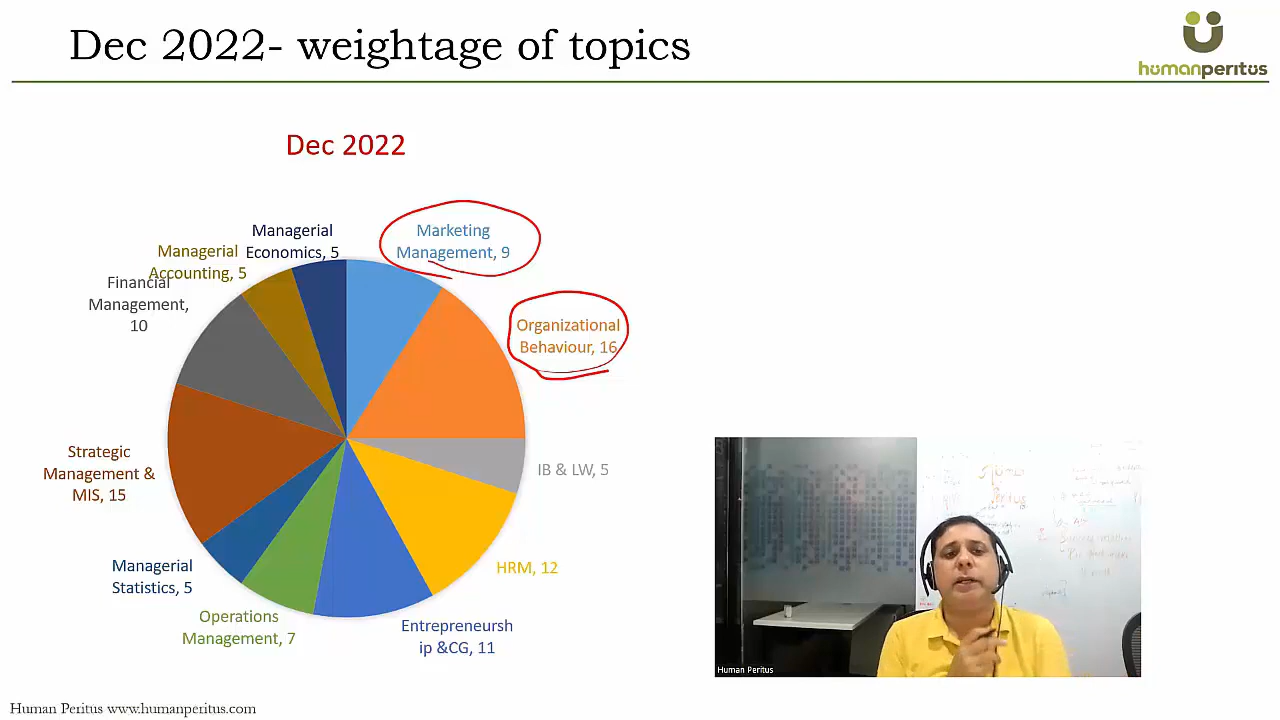 Dec 2022- weightage of topics
humanperitus
Dec 2022
Managerial
Economics, 5
Marketing
Management, 9
Managerial
Accounting, 5
Financial
Management,
10
Organizational
Behaviour, 16
Strategic
Management &
MIS, 15
IB & LW, 5
Managerial
Statistics, 5
HRM, 12
Operations
Management, 7
Entrepreneursh
ip &CG, 11
Human Peritus
Human Peritus www.humanperitus.com